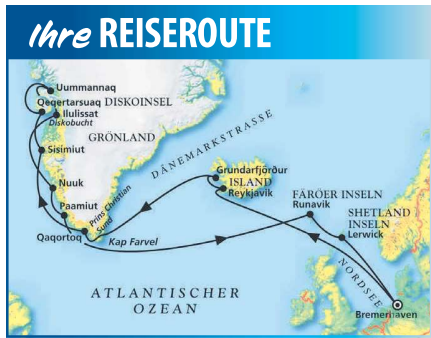 Ihre REISEROUTE
Uummannaq
Qeqertarsuaq DISKOINSEL
Ilulissat
Diskobucht
GRÖNLAND
Sisimiut
DÄNEMARKSTRASSE
Grundarfjörður
ISLAND
Reykjavik
Nuuk
Paamiut
Prins Christian
Sund
Qaqortoq
Kap Farvel
FÄRÖER INSELN
Runavik
SHETLAND
INSELN
Lerwick
NORDSEE
ATLANTISCHER
OZEAN
Bremerhaven